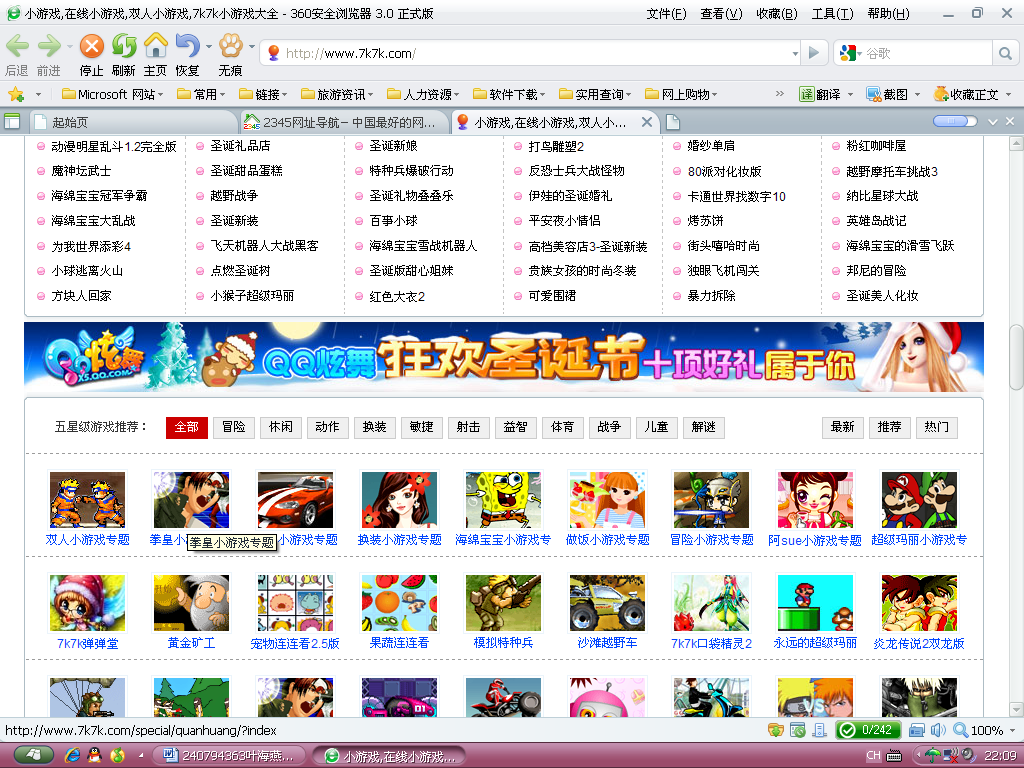 小游戏,在线小游戏,双人小游戏,7k7k小游戏大全 - 360安全浏览器 3.0 正式版
文件(F) 查看(V) 收藏(B) 工具(T) 帮助(H)
后退 前进 停止 刷新 主页 恢复 无痕
http://www.7k7k.com/
谷歌
Microsoft 网站 常用 链接 旅游资讯 人力资源 软件下载 实用查询 网上购物 » 译 翻译 截图 收藏正文
起始页 2345网址导航－中国最好的网... 小游戏,在线小游戏,双人小...
动漫明星乱斗1.2完全版 圣诞礼品店 圣诞新娘 打鸟雕塑2 婚纱单眉 粉红咖啡屋
魔神坛武士 圣诞甜品蛋糕 特种兵爆破行动 反恐士兵大战怪物 80派对化妆版 越野摩托车挑战3
海绵宝宝冠军争霸 越野战争 圣诞礼物叠叠乐 伊娃的圣诞婚礼 卡通世界找数字10 纳比星球大战
海绵宝宝大乱战 圣诞新装 百事小球 平安夜小情侣 烤苏饼 英雄岛战记
为我世界添彩4 飞天机器人大战黑客 海绵宝宝雪战机器人 高档美容店3-圣诞新装 街头嘻哈时尚 海绵宝宝的滑雪飞跃
小球逃离火山 点燃圣诞树 圣诞版甜心姐妹 贵族女孩的时尚冬装 独眼飞机闯关 邦尼的冒险
方块人回家 小猴子超级玛丽 红色大衣2 可爱围裙 暴力拆除 圣诞美人化妆
QQ炫舞 X5.QQ.COM QQ炫舞 狂欢圣诞节 十项好礼 属于你
五星级游戏推荐： 全部 冒险 休闲 动作 换装 敏捷 射击 益智 体育 战争 儿童 解谜 最新 推荐 热门
双人小游戏专题 拳皇小 小游戏专题 换装小游戏专题 海绵宝宝小游戏专 做饭小游戏专题 冒险小游戏专题 阿sue小游戏专题 超级玛丽小游戏专
拳皇小游戏专题
7k7k弹弹堂 黄金矿工 宠物连连看2.5版 果蔬连连看 模拟特种兵 沙滩越野车 7k7k口袋精灵2 永远的超级玛丽 炎龙传说2双龙版
01 VS
http://www.7k7k.com/special/quanhuang/?index
0/242
100%
240794363叶海燕... 小游戏,在线小游戏...
CH
22:09